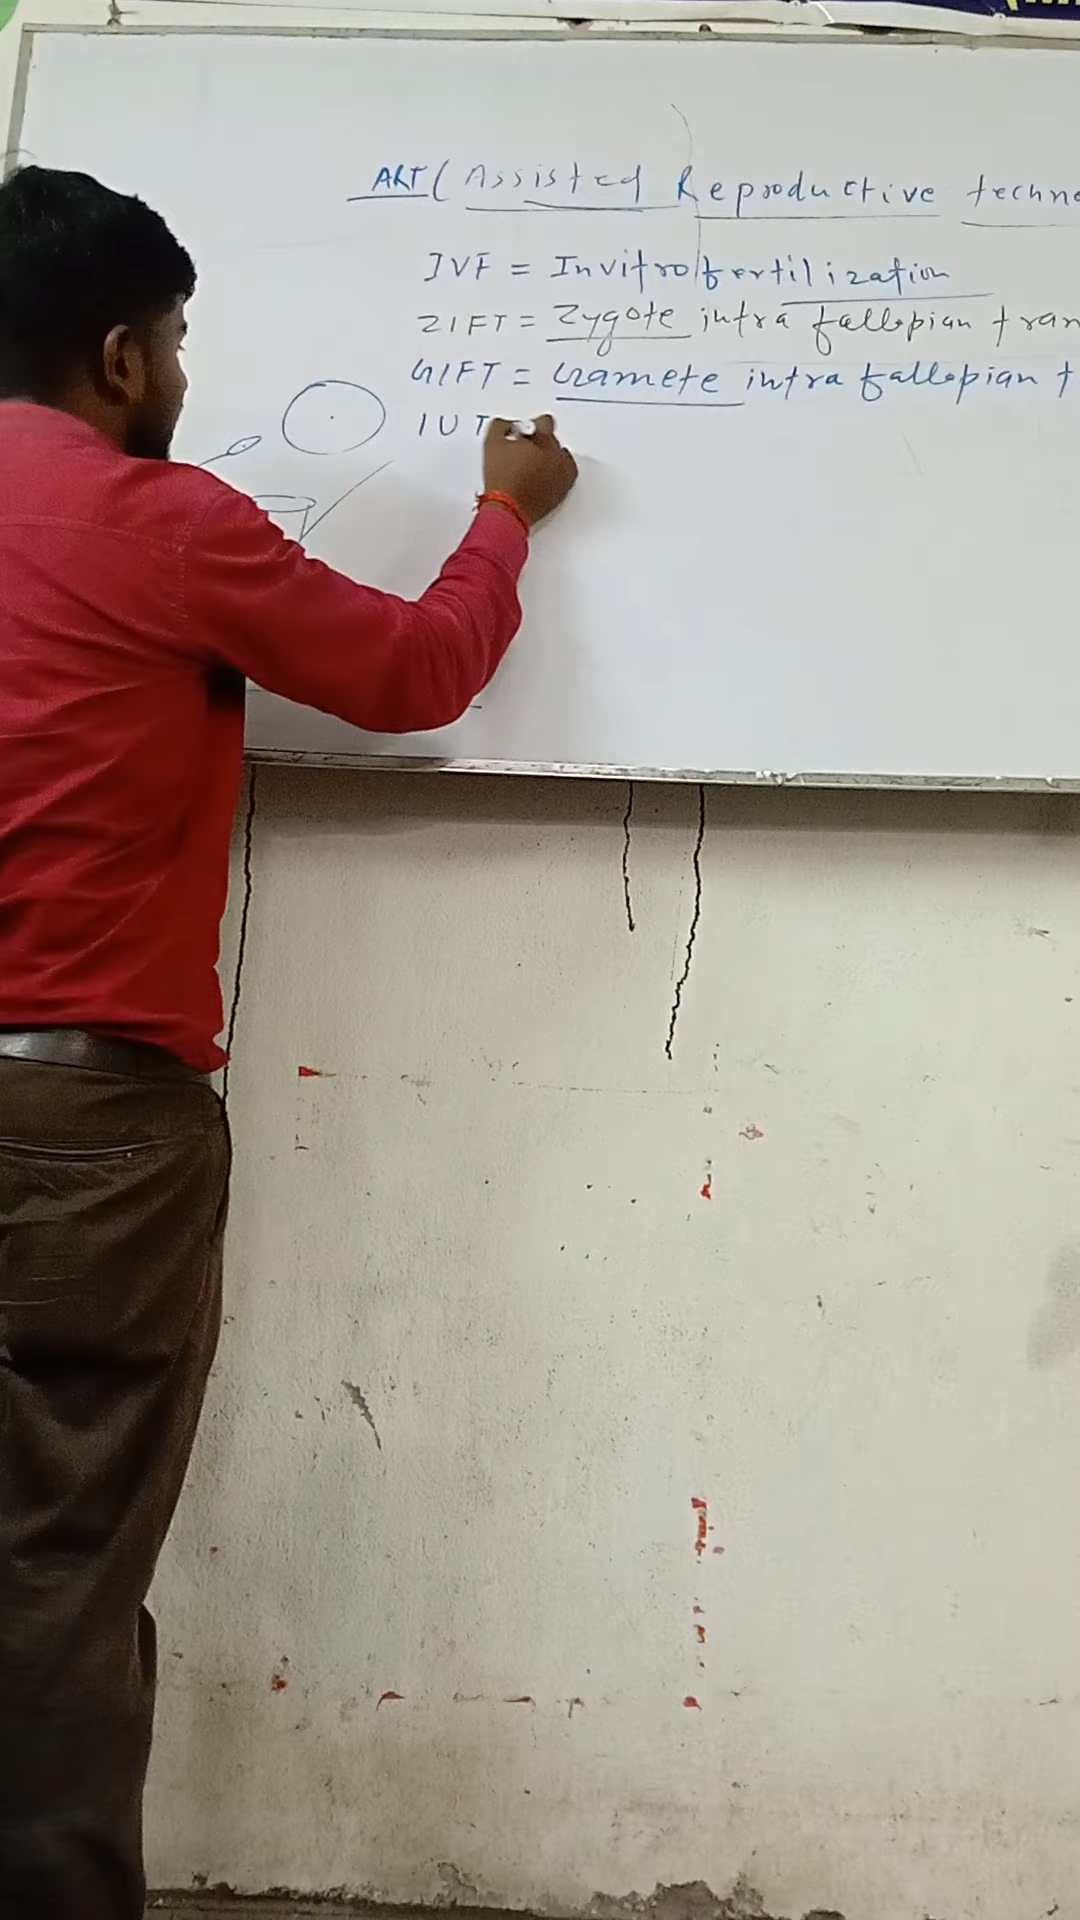 ART (Assisted Reproductive techno
IVF = Invitro fertilization
ZIFT = Zygote intra fallopian tran
GIFT = Gamete intra fallopian t
IUT